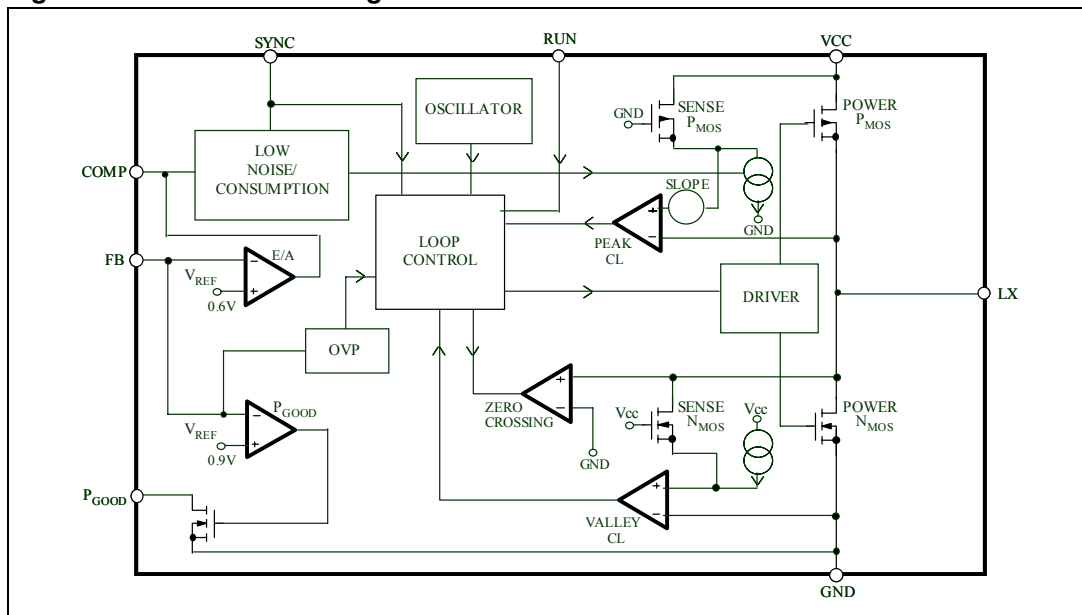 SYNC
RUN
VCC
OSCILLATOR
GND
SENSE
PMOS
POWER
PMOS
LOW
NOISE/
CONSUMPTION
COMP
SLOPE
+
−
GND
PEAK
CL
LOOP
CONTROL
FB
E/A
−
VREF
+
0.6V
DRIVER
LX
OVP
+
−
ZERO
CROSSING
GND
Vcc
SENSE
NMOS
Vcc
POWER
NMOS
PGOOD
−
VREF
+
0.9V
+
−
VALLEY
CL
PGOOD
GND